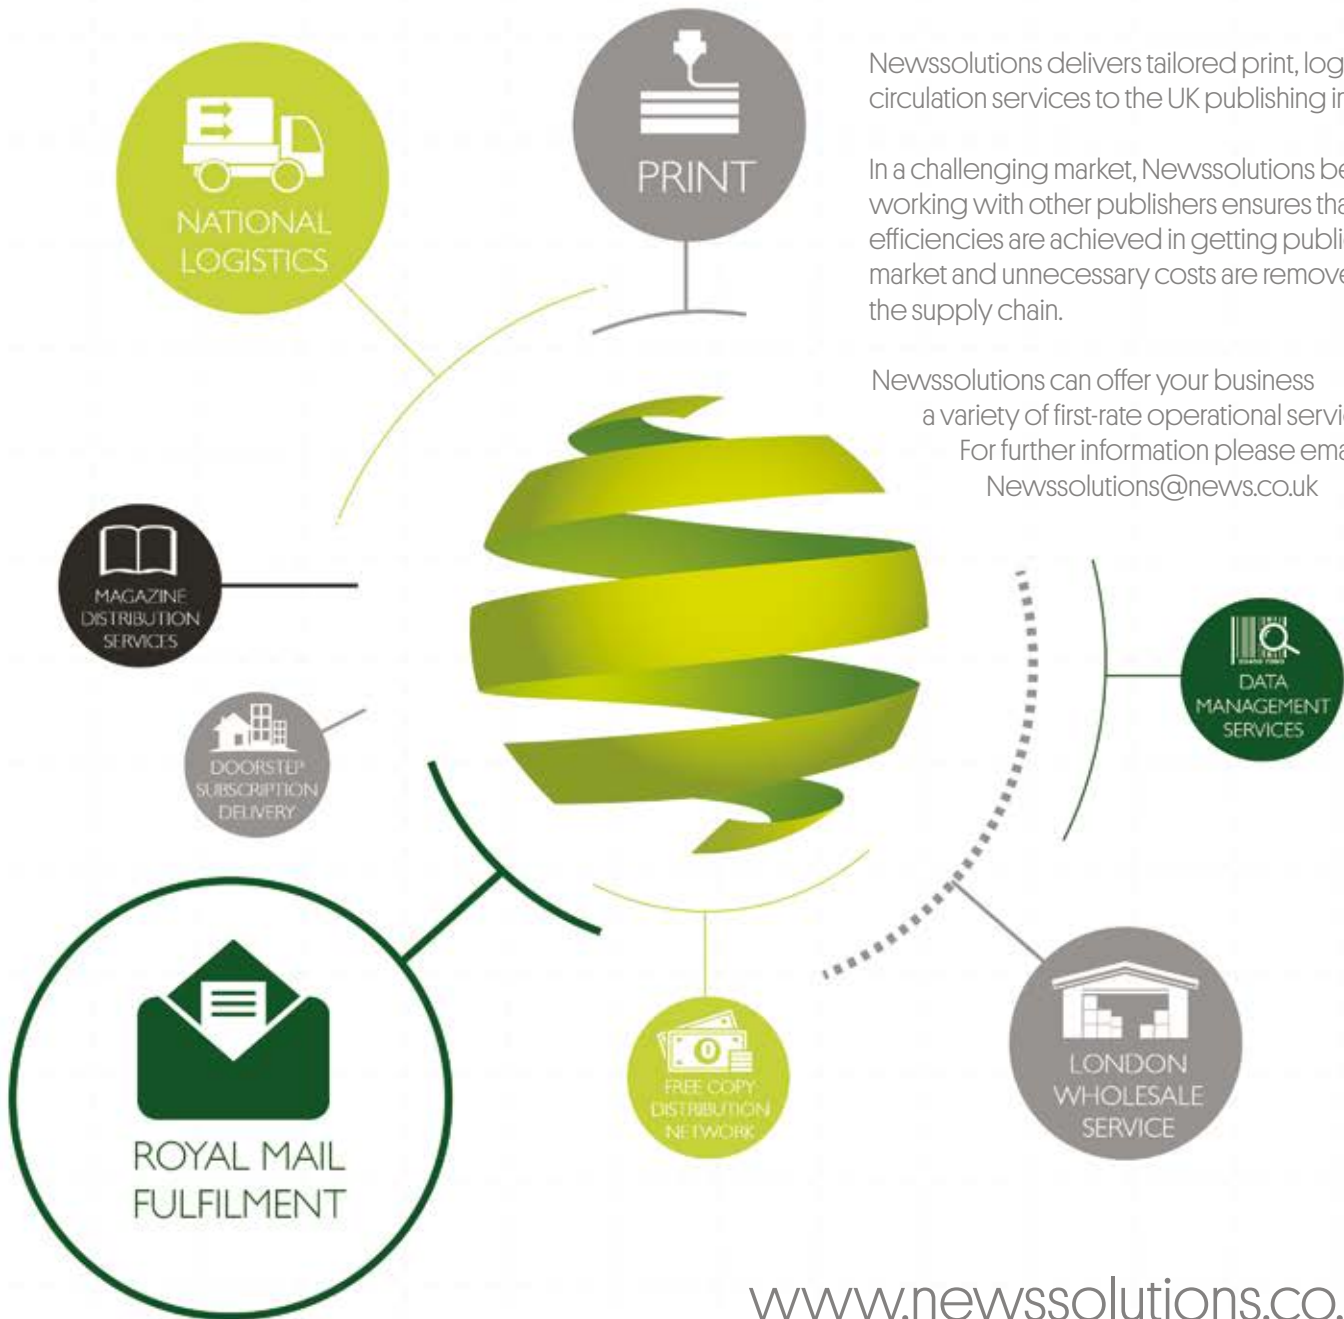 Newssolutions delivers tailored print, log
circulation services to the UK publishing in
In a challenging market, Newssolutions be
working with other publishers ensures tha
efficiencies are achieved in getting publis
market and unnecessary costs are remove
the supply chain.
Newssolutions can offer your business
a variety of first-rate operational servic
For further information please ema
Newssolutions@news.co.uk
NATIONAL
LOGISTICS
PRINT
MAGAZINE
DISTRIBUTION
SERVICES
DOORSTEP
SUBSCRIPTION
DELIVERY
DATA
MANAGEMENT
SERVICES
ROYAL MAIL
FULFILMENT
FREE COPY
DISTRIBUTION
NETWORK
LONDON
WHOLESALE
SERVICE
www.newssolutions.co.